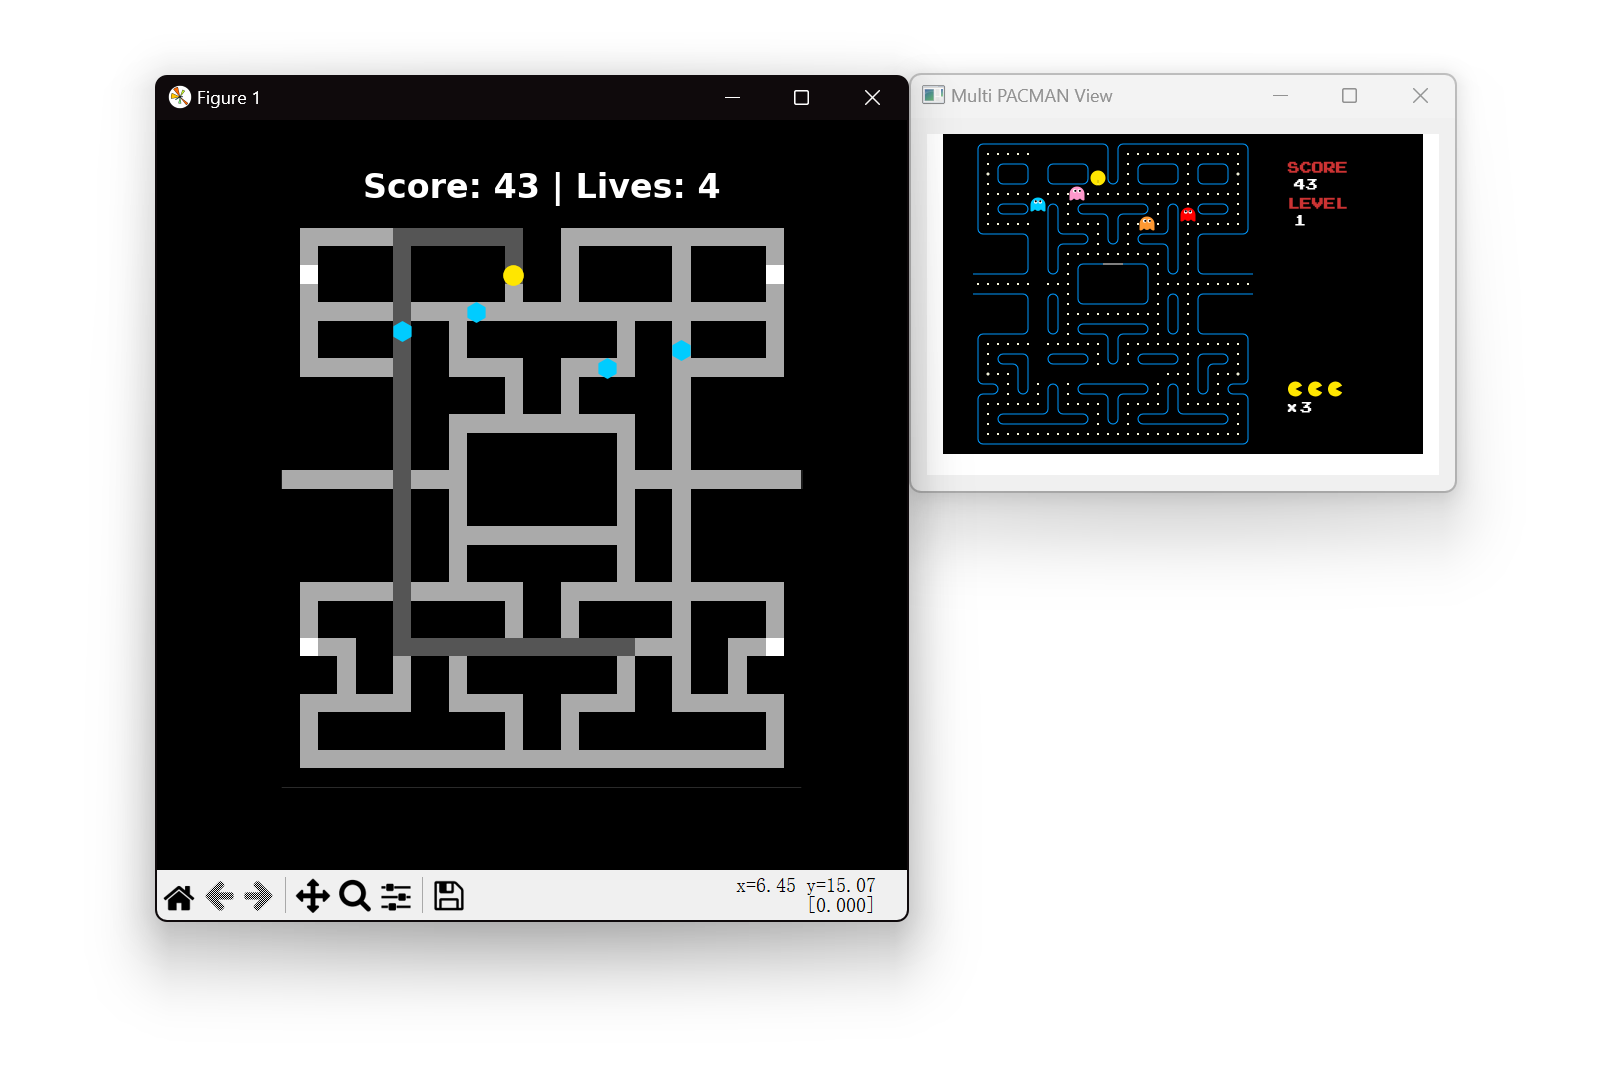 Figure 1
Score: 43 | Lives: 4
x=6.45 y=15.07
[0.000]
Multi PACMAN View
SCORE
43
LEVEL
1
×3